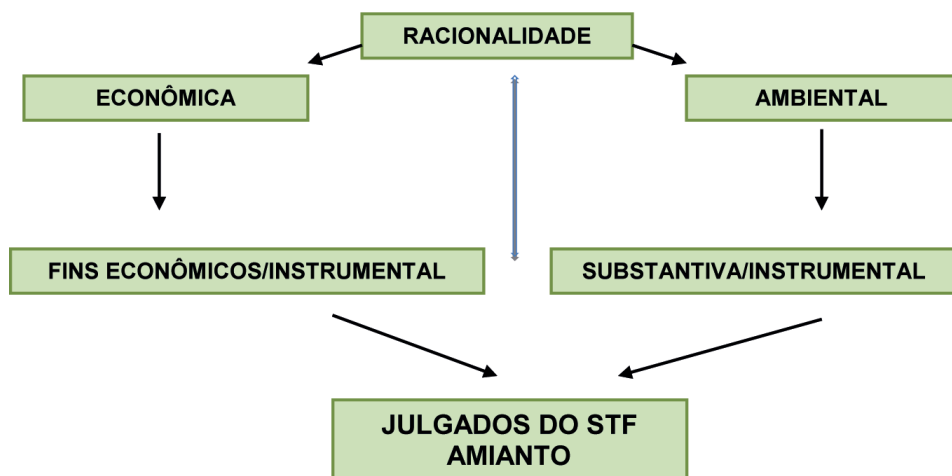 RACIONALIDADE
ECONÔMICA
AMBIENTAL
FINS ECONÔMICOS/INSTRUMENTAL
SUBSTANTIVA/INSTRUMENTAL
JULGADOS DO STF
AMIANTO